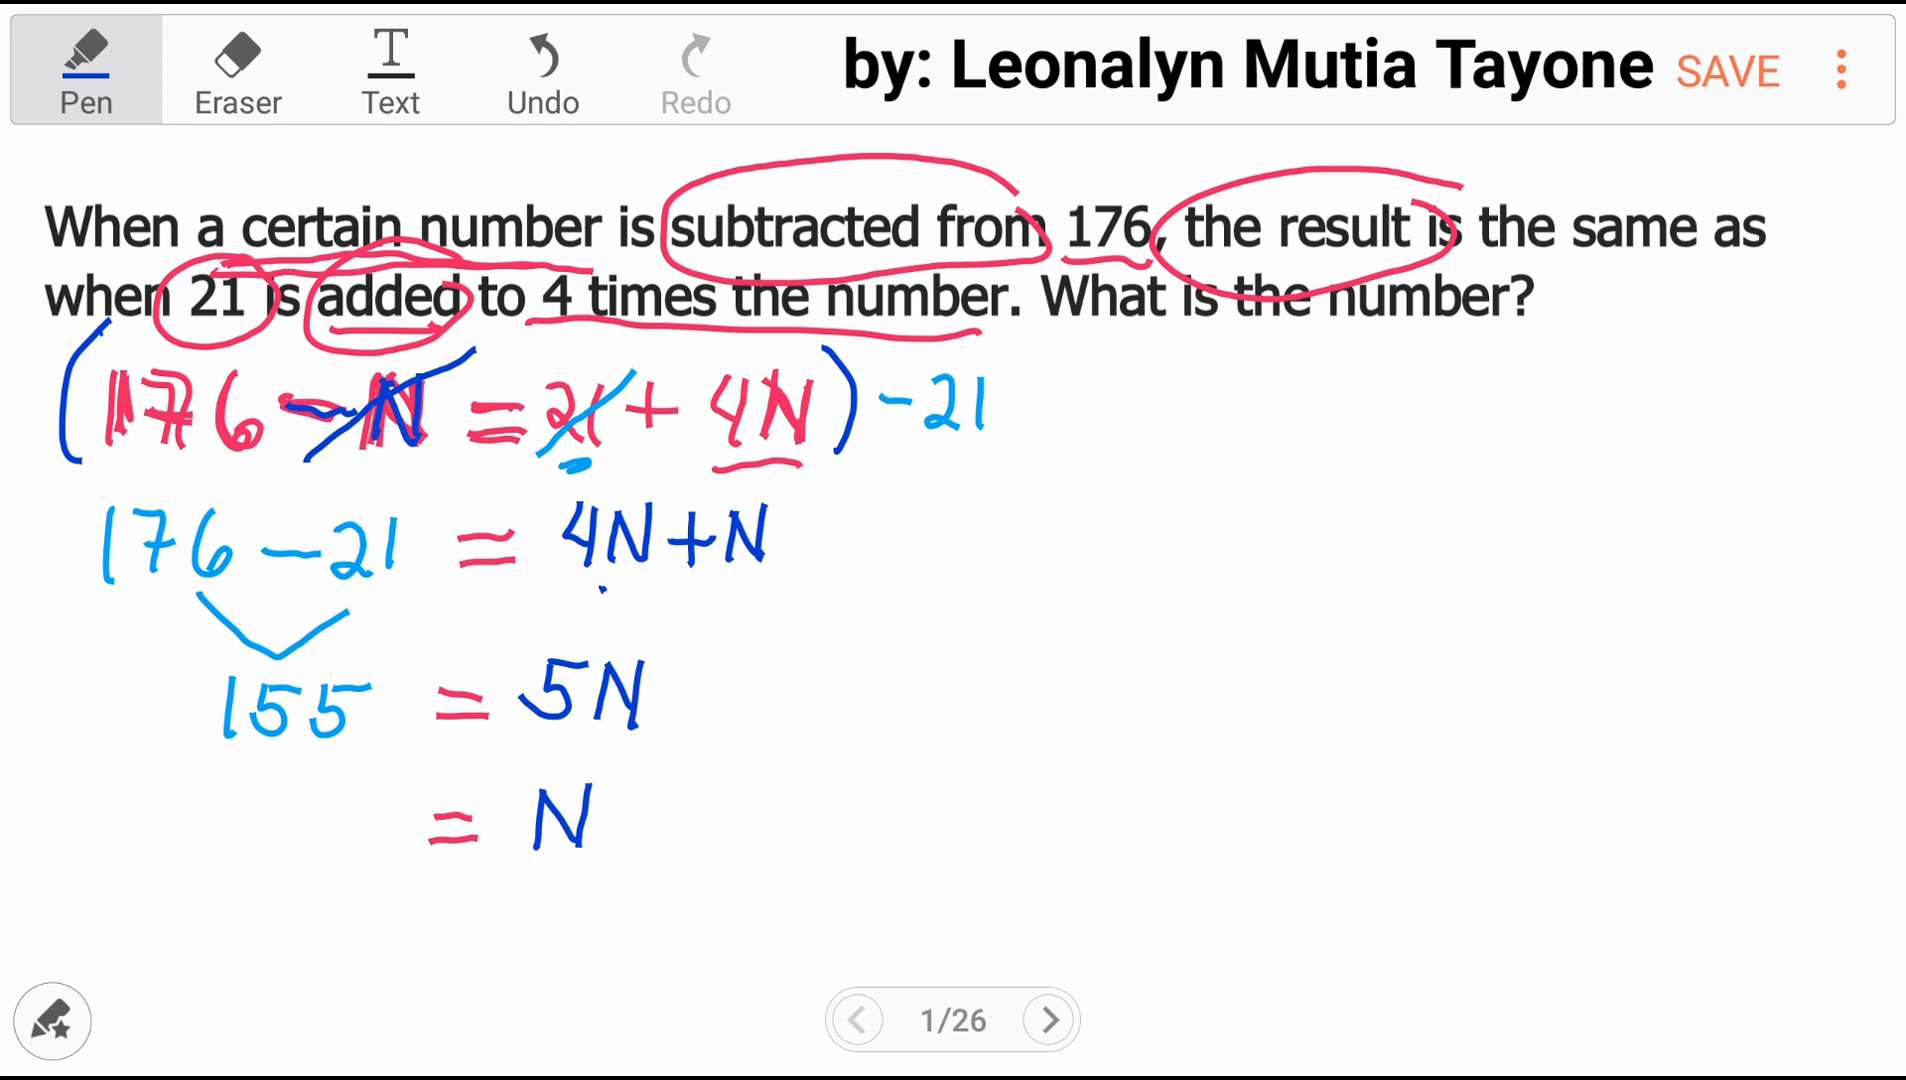 Pen Eraser Text Undo Redo by: Leonalyn Mutia Tayone SAVE
When a certain number is subtracted from 176, the result is the same as
when 21 is added to 4 times the number. What is the number?
(176 - N = 21 + 4N) - 21
176 - 21 = 4N + N
155 = 5N
= N
1/26